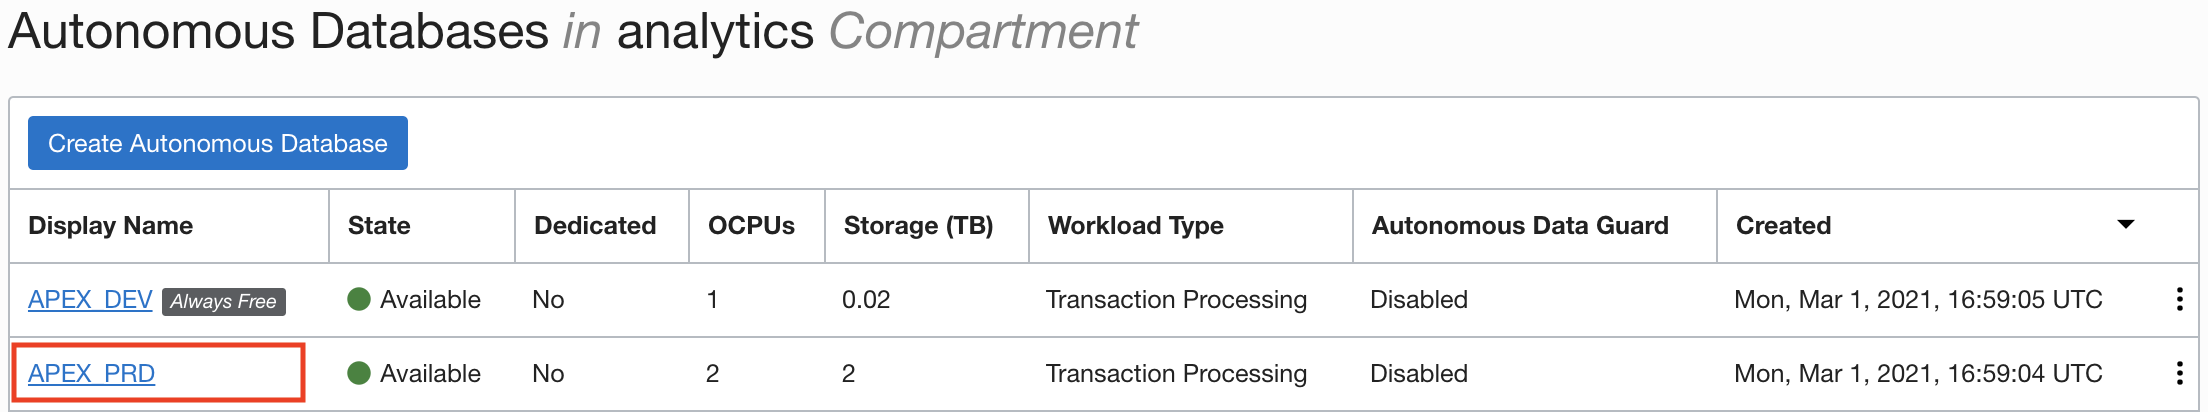 Autonomous Databases in analytics Compartment
Create Autonomous Database
Display Name State Dedicated OCPUs Storage (TB) Workload Type Autonomous Data Guard Created
APEX_DEV Always Free Available No 1 0.02 Transaction Processing Disabled Mon, Mar 1, 2021, 16:59:05 UTC
APEX_PRD Available No 2 2 Transaction Processing Disabled Mon, Mar 1, 2021, 16:59:04 UTC